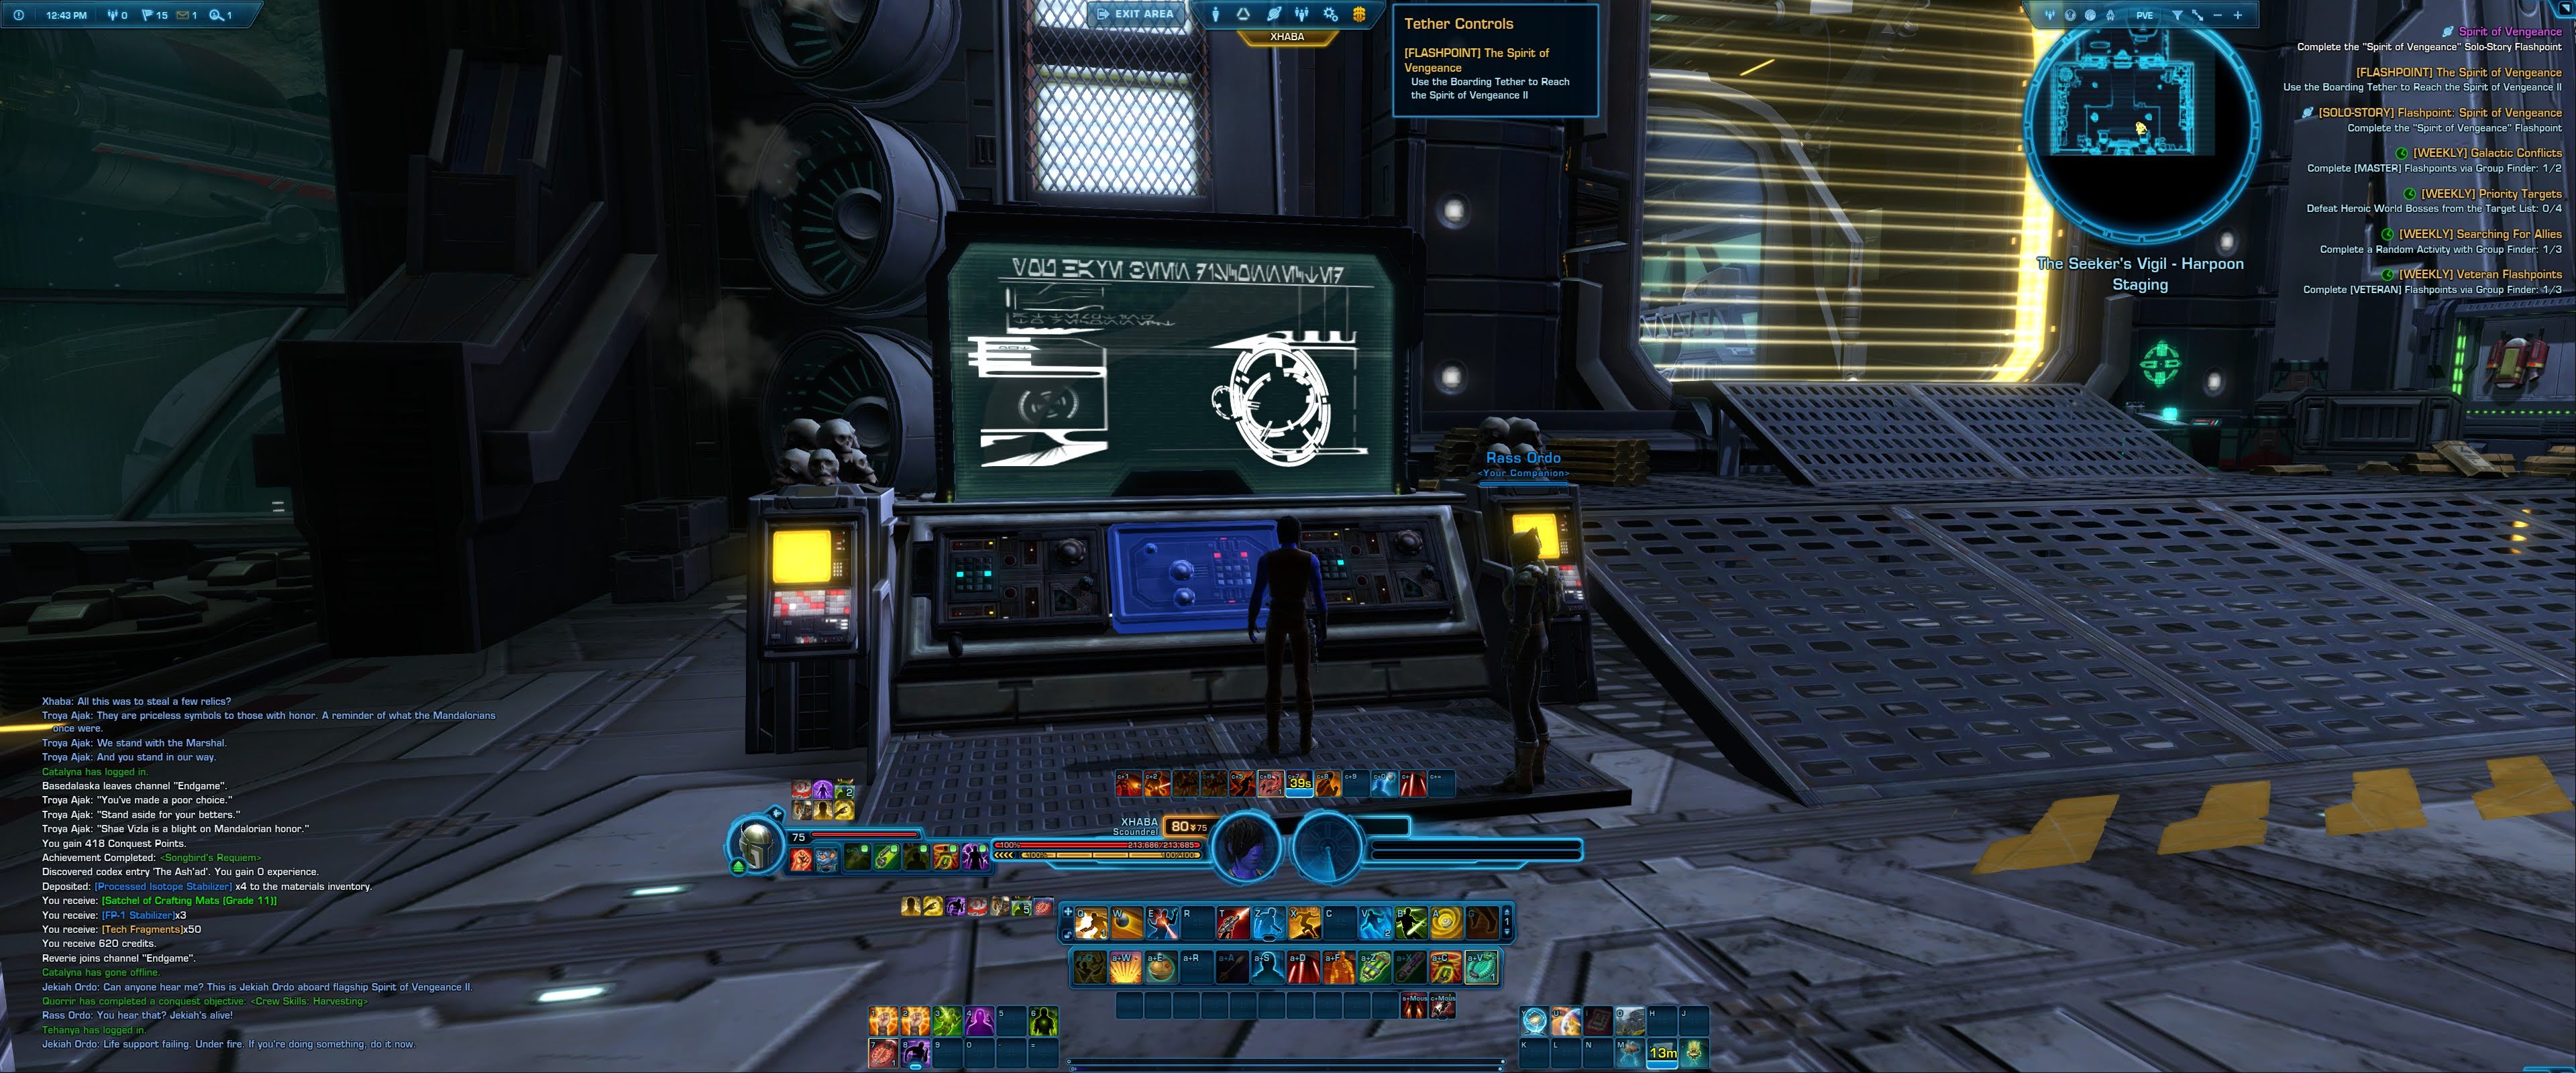 12:43 PM
0
15
1
1
EXIT AREA
XHABA
Tether Controls
[FLASHPOINT] The Spirit of
Vengeance
Use the Boarding Tether to Reach
the Spirit of Vengeance II
PVE
The Seeker's Vigil - Harpoon
Staging
Spirit of Vengeance
Complete the "Spirit of Vengeance" Solo-Story Flashpoint
[FLASHPOINT] The Spirit of Vengeance
Use the Boarding Tether to Reach the Spirit of Vengeance II
[SOLO-STORY] Flashpoint: Spirit of Vengeance
Complete the "Spirit of Vengeance" Flashpoint
[WEEKLY] Galactic Conflicts
Complete [MASTER] Flashpoints via Group Finder: 1/2
[WEEKLY] Priority Targets
Defeat Heroic World Bosses from the Target List: 0/4
[WEEKLY] Searching For Allies
Complete a Random Activity with Group Finder: 1/3
[WEEKLY] Veteran Flashpoints
Complete [VETERAN] Flashpoints via Group Finder: 1/3
Rass Ordo
<Your Companion>
Xhaba: All this was to steal a few relics?
Troya Ajak: They are priceless symbols to those with honor. A reminder of what the Mandalorians
once were.
Troya Ajak: We stand with the Marshal.
Troya Ajak: And you stand in our way.
Catalyna has logged in.
Basedalaska leaves channel "Endgame".
Troya Ajak: "You've made a poor choice."
Troya Ajak: "Stand aside for your betters."
Troya Ajak: "Shae Vizla is a blight on Mandalorian honor."
You gain 418 Conquest Points.
Achievement Completed: <Songbird's Requiem>
Discovered codex entry 'The Ash'ad'. You gain 0 experience.
Deposited: [Processed Isotope Stabilizer] x4 to the materials inventory.
You receive: [Satchel of Crafting Mats (Grade 11)]
You receive: [FP-1 Stabilizer]x3
You receive: [Tech Fragments]x50
You receive 620 credits.
Reverie joins channel "Endgame".
Catalyna has gone offline.
Jekiah Ordo: Can anyone hear me? This is Jekiah Ordo aboard flagship Spirit of Vengeance II.
Quorrir has completed a conquest objective: <Crew Skills: Harvesting>
Rass Ordo: You hear that? Jekiah's alive!
Tehanya has logged in.
Jekiah Ordo: Life support failing. Under fire. If you're doing something, do it now.
39s
75
XHABA
Scoundrel
80 75
100% 213,686/213,685
100% 100/100
Q W E R T Z X C V B A G
a+W a+E a+R a+A a+S a+D a+F a+Z a+X a+C a+V
13m